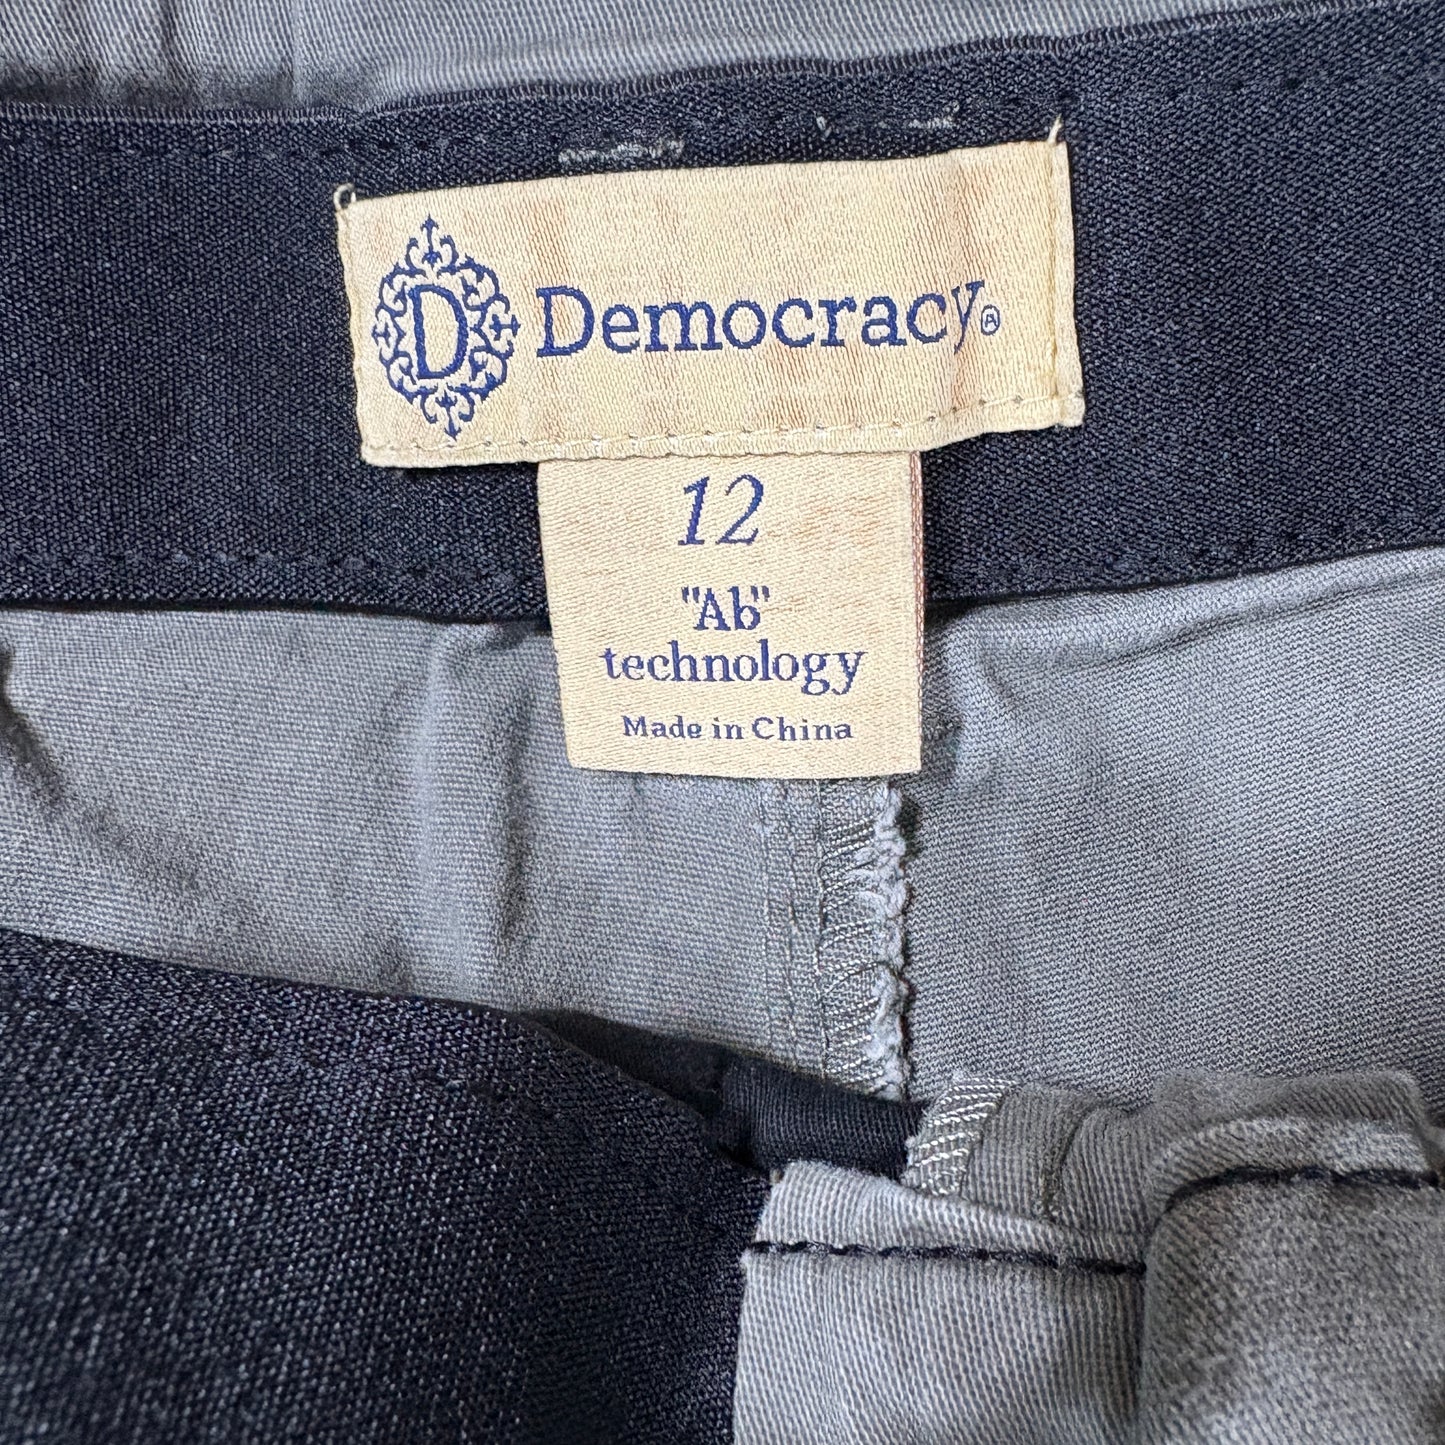 D Democracy®
12
"Ab"
technology
Made in China